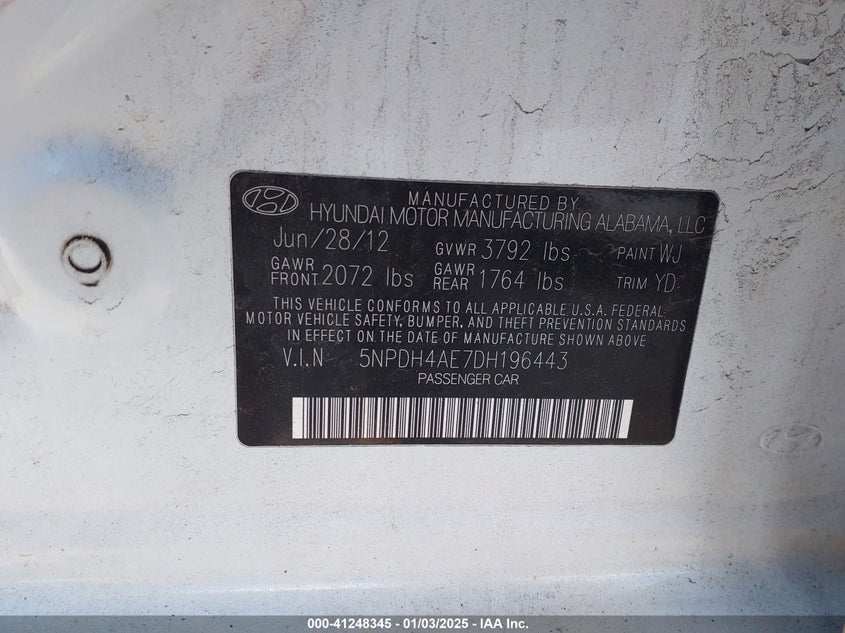 MANUFACTURED BY
HYUNDAI MOTOR MANUFACTURING ALABAMA, LLC
Jun/28/12 GVWR 3792 lbs PAINT WJ
GAWR FRONT 2072 lbs GAWR REAR 1764 lbs TRIM YD
THIS VEHICLE CONFORMS TO ALL APPLICABLE U.S.A. FEDERAL
MOTOR VEHICLE SAFETY, BUMPER, AND THEFT PREVENTION STANDARDS
IN EFFECT ON THE DATE OF MANUFACTURE SHOWN ABOVE.
V.I.N 5NPDH4AE7DH196443
PASSENGER CAR
000-41248345 - 01/03/2025 - IAA Inc.